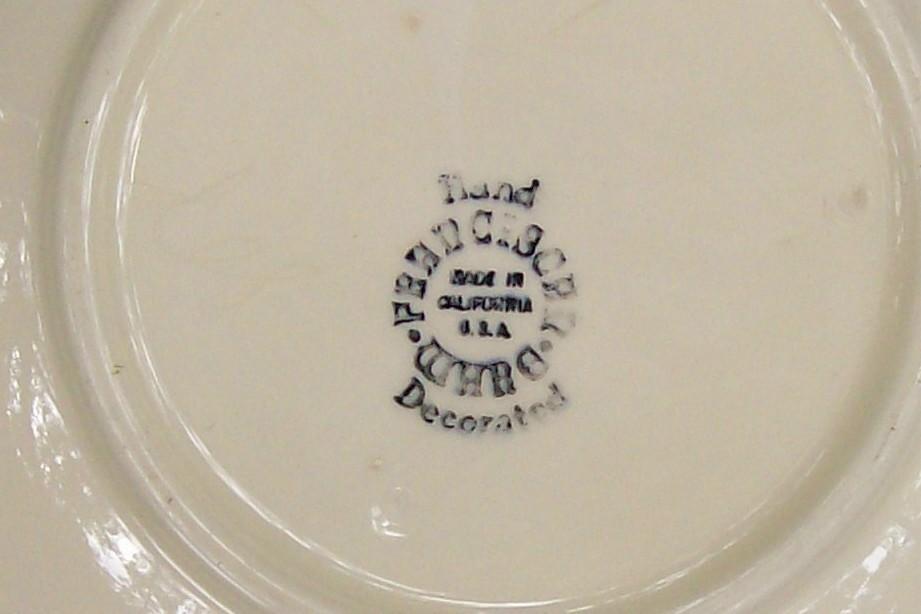 Hand
FRANCISCAN
MADE IN
CALIFORNIA
U.S.A.
WARE
Decorated